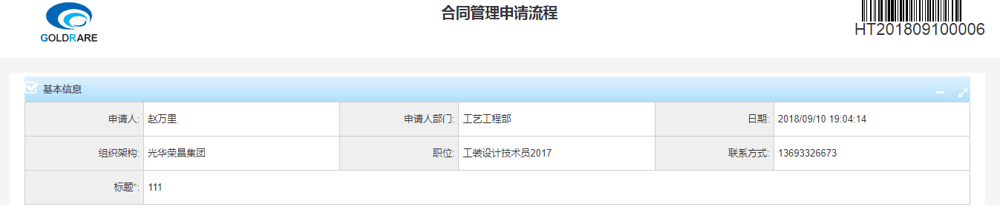 合同管理申请流程
GOLDRARE
HT201809100006
基本信息
申请人: 赵万里 申请人部门: 工艺工程部 日期: 2018/09/10 19:04:14
组织架构: 光华荣昌集团 职位: 工装设计技术员2017 联系方式: 13693326673
标题*: 111